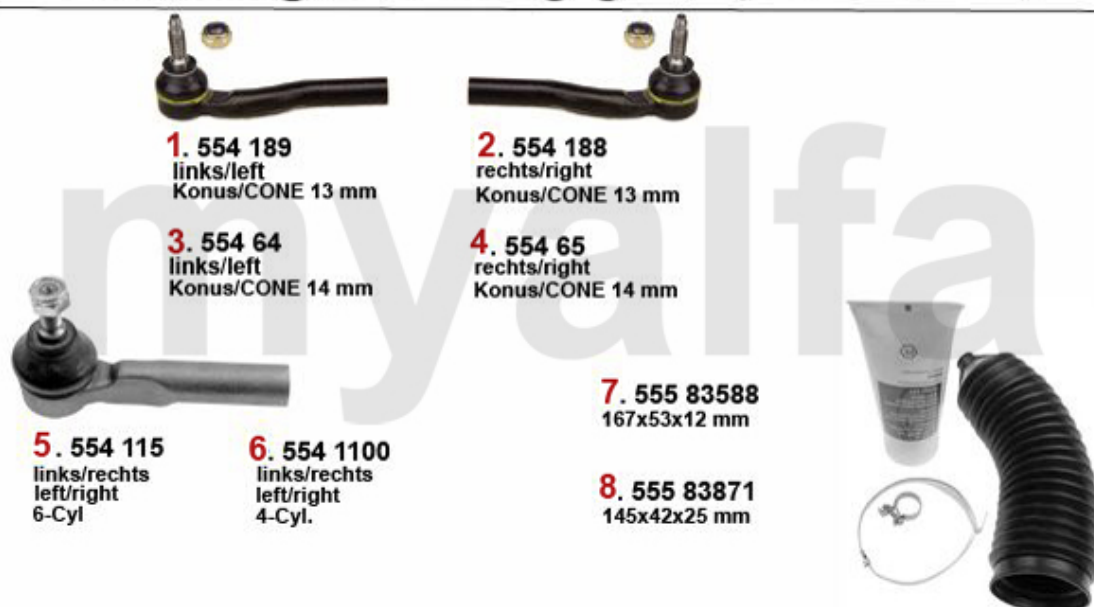 1. 554 189
links/left
Konus/CONE 13 mm
2. 554 188
rechts/right
Konus/CONE 13 mm
3. 554 64
links/left
Konus/CONE 14 mm
4. 554 65
rechts/right
Konus/CONE 14 mm
5. 554 115
links/rechts
left/right
6-Cyl
6. 554 1100
links/rechts
left/right
4-Cyl.
7. 555 83588
167x53x12 mm
8. 555 83871
145x42x25 mm
myalfa